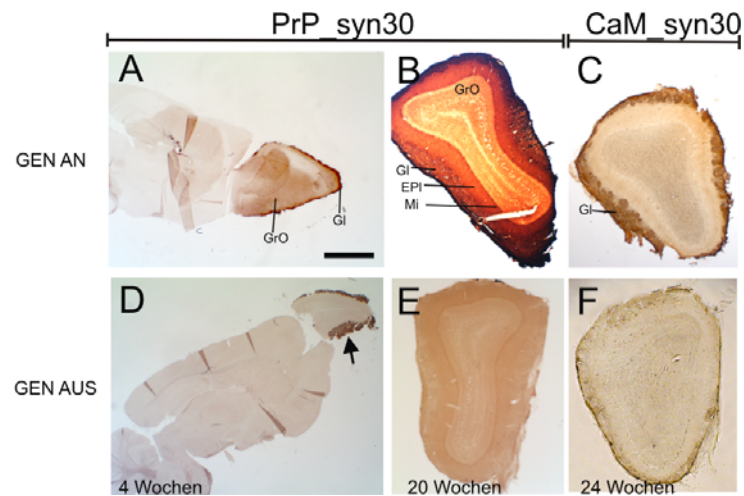 PrP_syn30
CaM_syn30
GEN AN
A
GrO
Gl
B
GrO
Gl
EPl
Mi
C
Gl
GEN AUS
D
4 Wochen
E
20 Wochen
F
24 Wochen